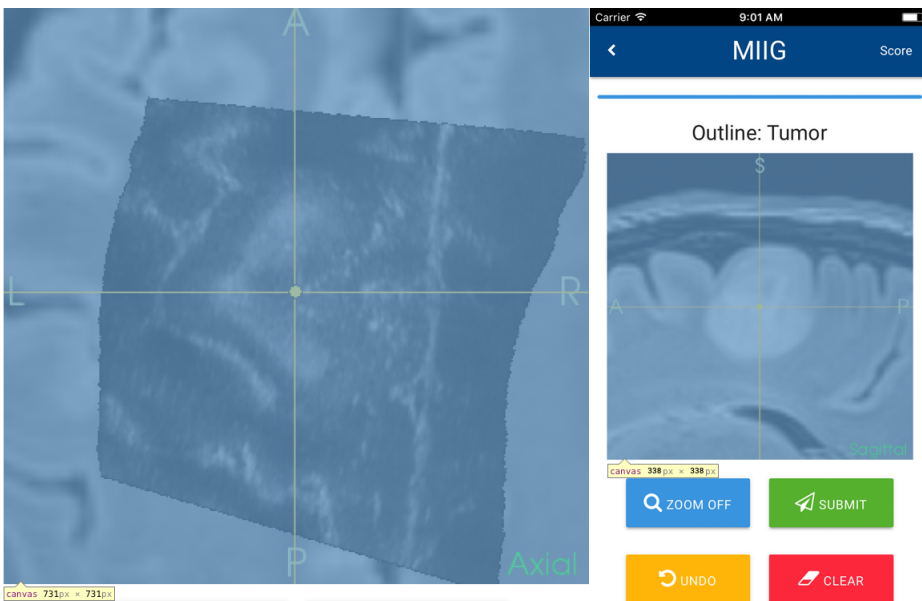 A
L
R
P
Axial
canvas 731px × 731px
Carrier
9:01 AM
MIIG
Score
Outline: Tumor
S
A
P
Sagittal
canvas 338px × 338px
ZOOM OFF
SUBMIT
UNDO
CLEAR